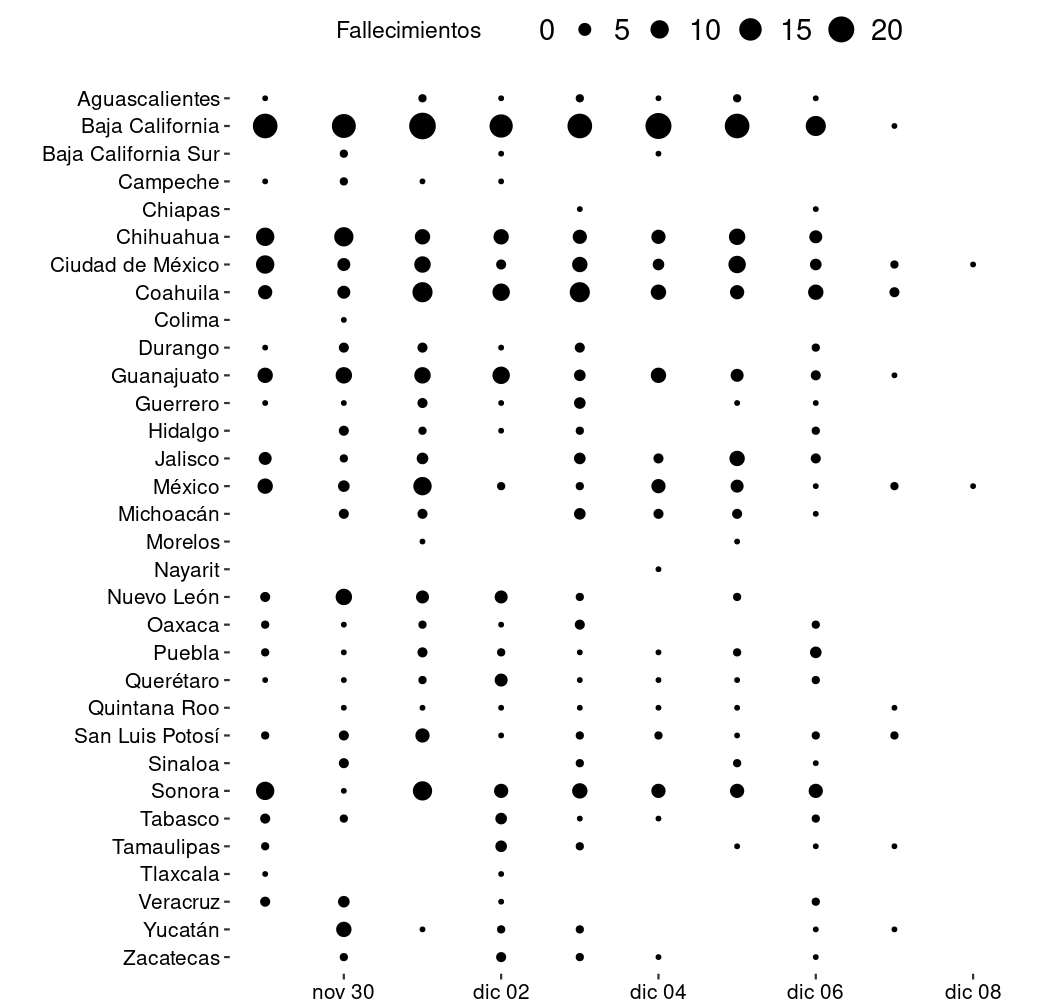 Fallecimientos 0 5 10 15 20
Aguascalientes
Baja California
Baja California Sur
Campeche
Chiapas
Chihuahua
Ciudad de México
Coahuila
Colima
Durango
Guanajuato
Guerrero
Hidalgo
Jalisco
México
Michoacán
Morelos
Nayarit
Nuevo León
Oaxaca
Puebla
Querétaro
Quintana Roo
San Luis Potosí
Sinaloa
Sonora
Tabasco
Tamaulipas
Tlaxcala
Veracruz
Yucatán
Zacatecas
nov 30 dic 02 dic 04 dic 06 dic 08